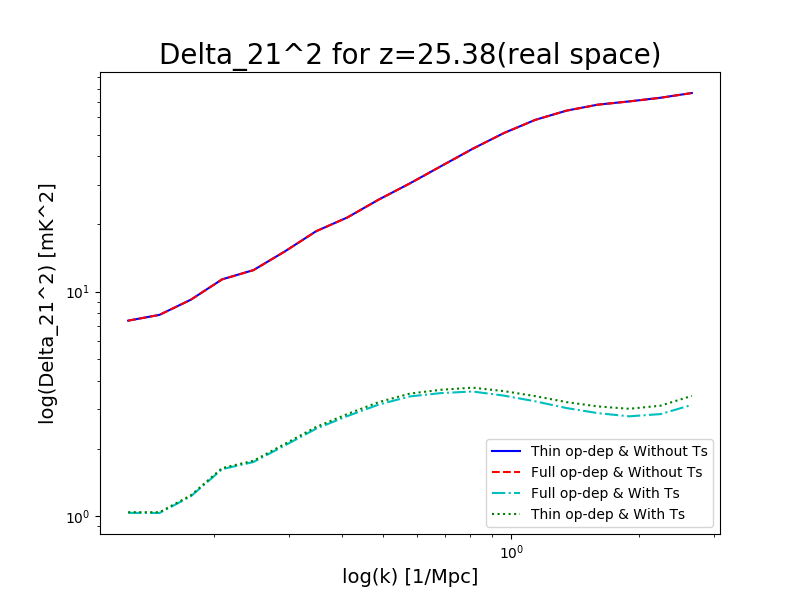 Delta_21^2 for z=25.38(real space)
log(Delta_21^2) [mK^2]
10^1
10^0
Thin op-dep & Without Ts
Full op-dep & Without Ts
Full op-dep & With Ts
Thin op-dep & With Ts
10^0
log(k) [1/Mpc]